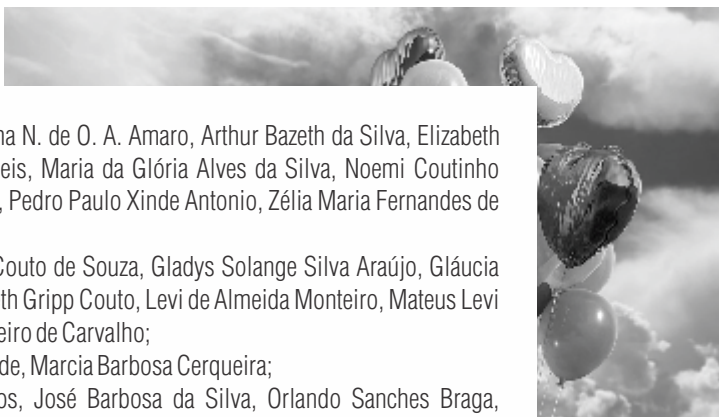 na N. de O. A. Amaro, Arthur Bazeth da Silva, Elizabeth
eis, Maria da Glória Alves da Silva, Noemi Coutinho
, Pedro Paulo Xinde Antonio, Zélia Maria Fernandes de
Couto de Souza, Gladys Solange Silva Araújo, Gláucia
th Gripp Couto, Levi de Almeida Monteiro, Mateus Levi
eiro de Carvalho;
de, Marcia Barbosa Cerqueira;
os, José Barbosa da Silva, Orlando Sanches Braga,